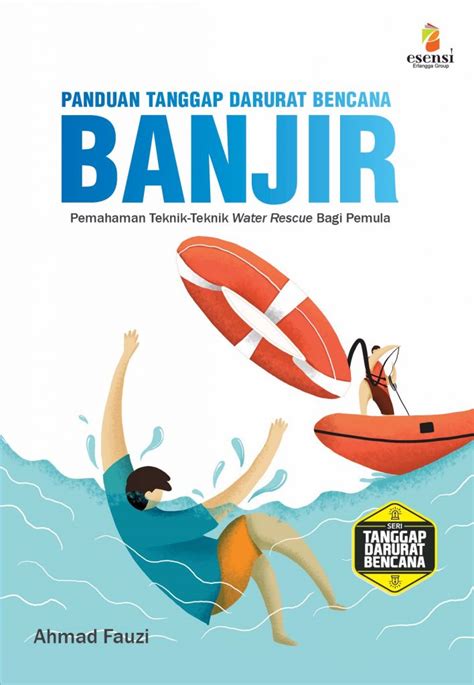 esensi
Erlangga Group
PANDUAN TANGGAP DARURAT BENCANA
BANJIR
Pemahaman Teknik-Teknik Water Rescue Bagi Pemula
SERI
TANGGAP
DARURAT
BENCANA
Ahmad Fauzi